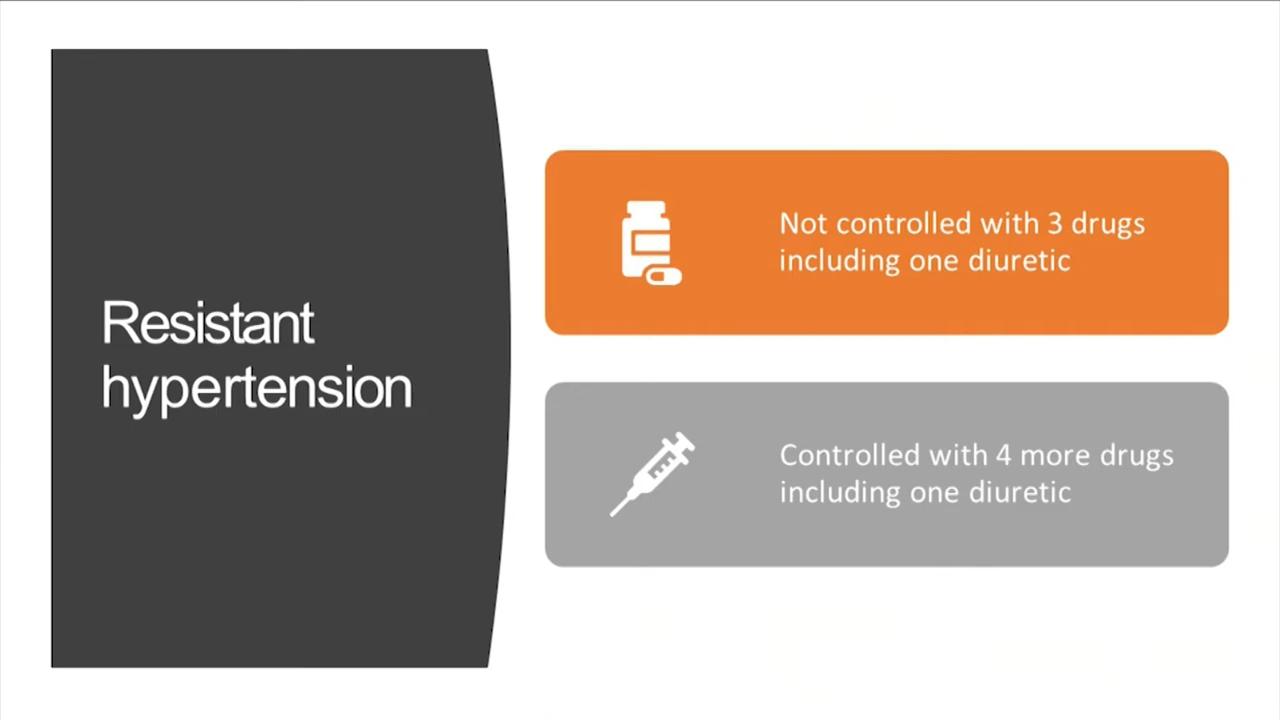 Resistant
hypertension
Not controlled with 3 drugs
including one diuretic
Controlled with 4 more drugs
including one diuretic